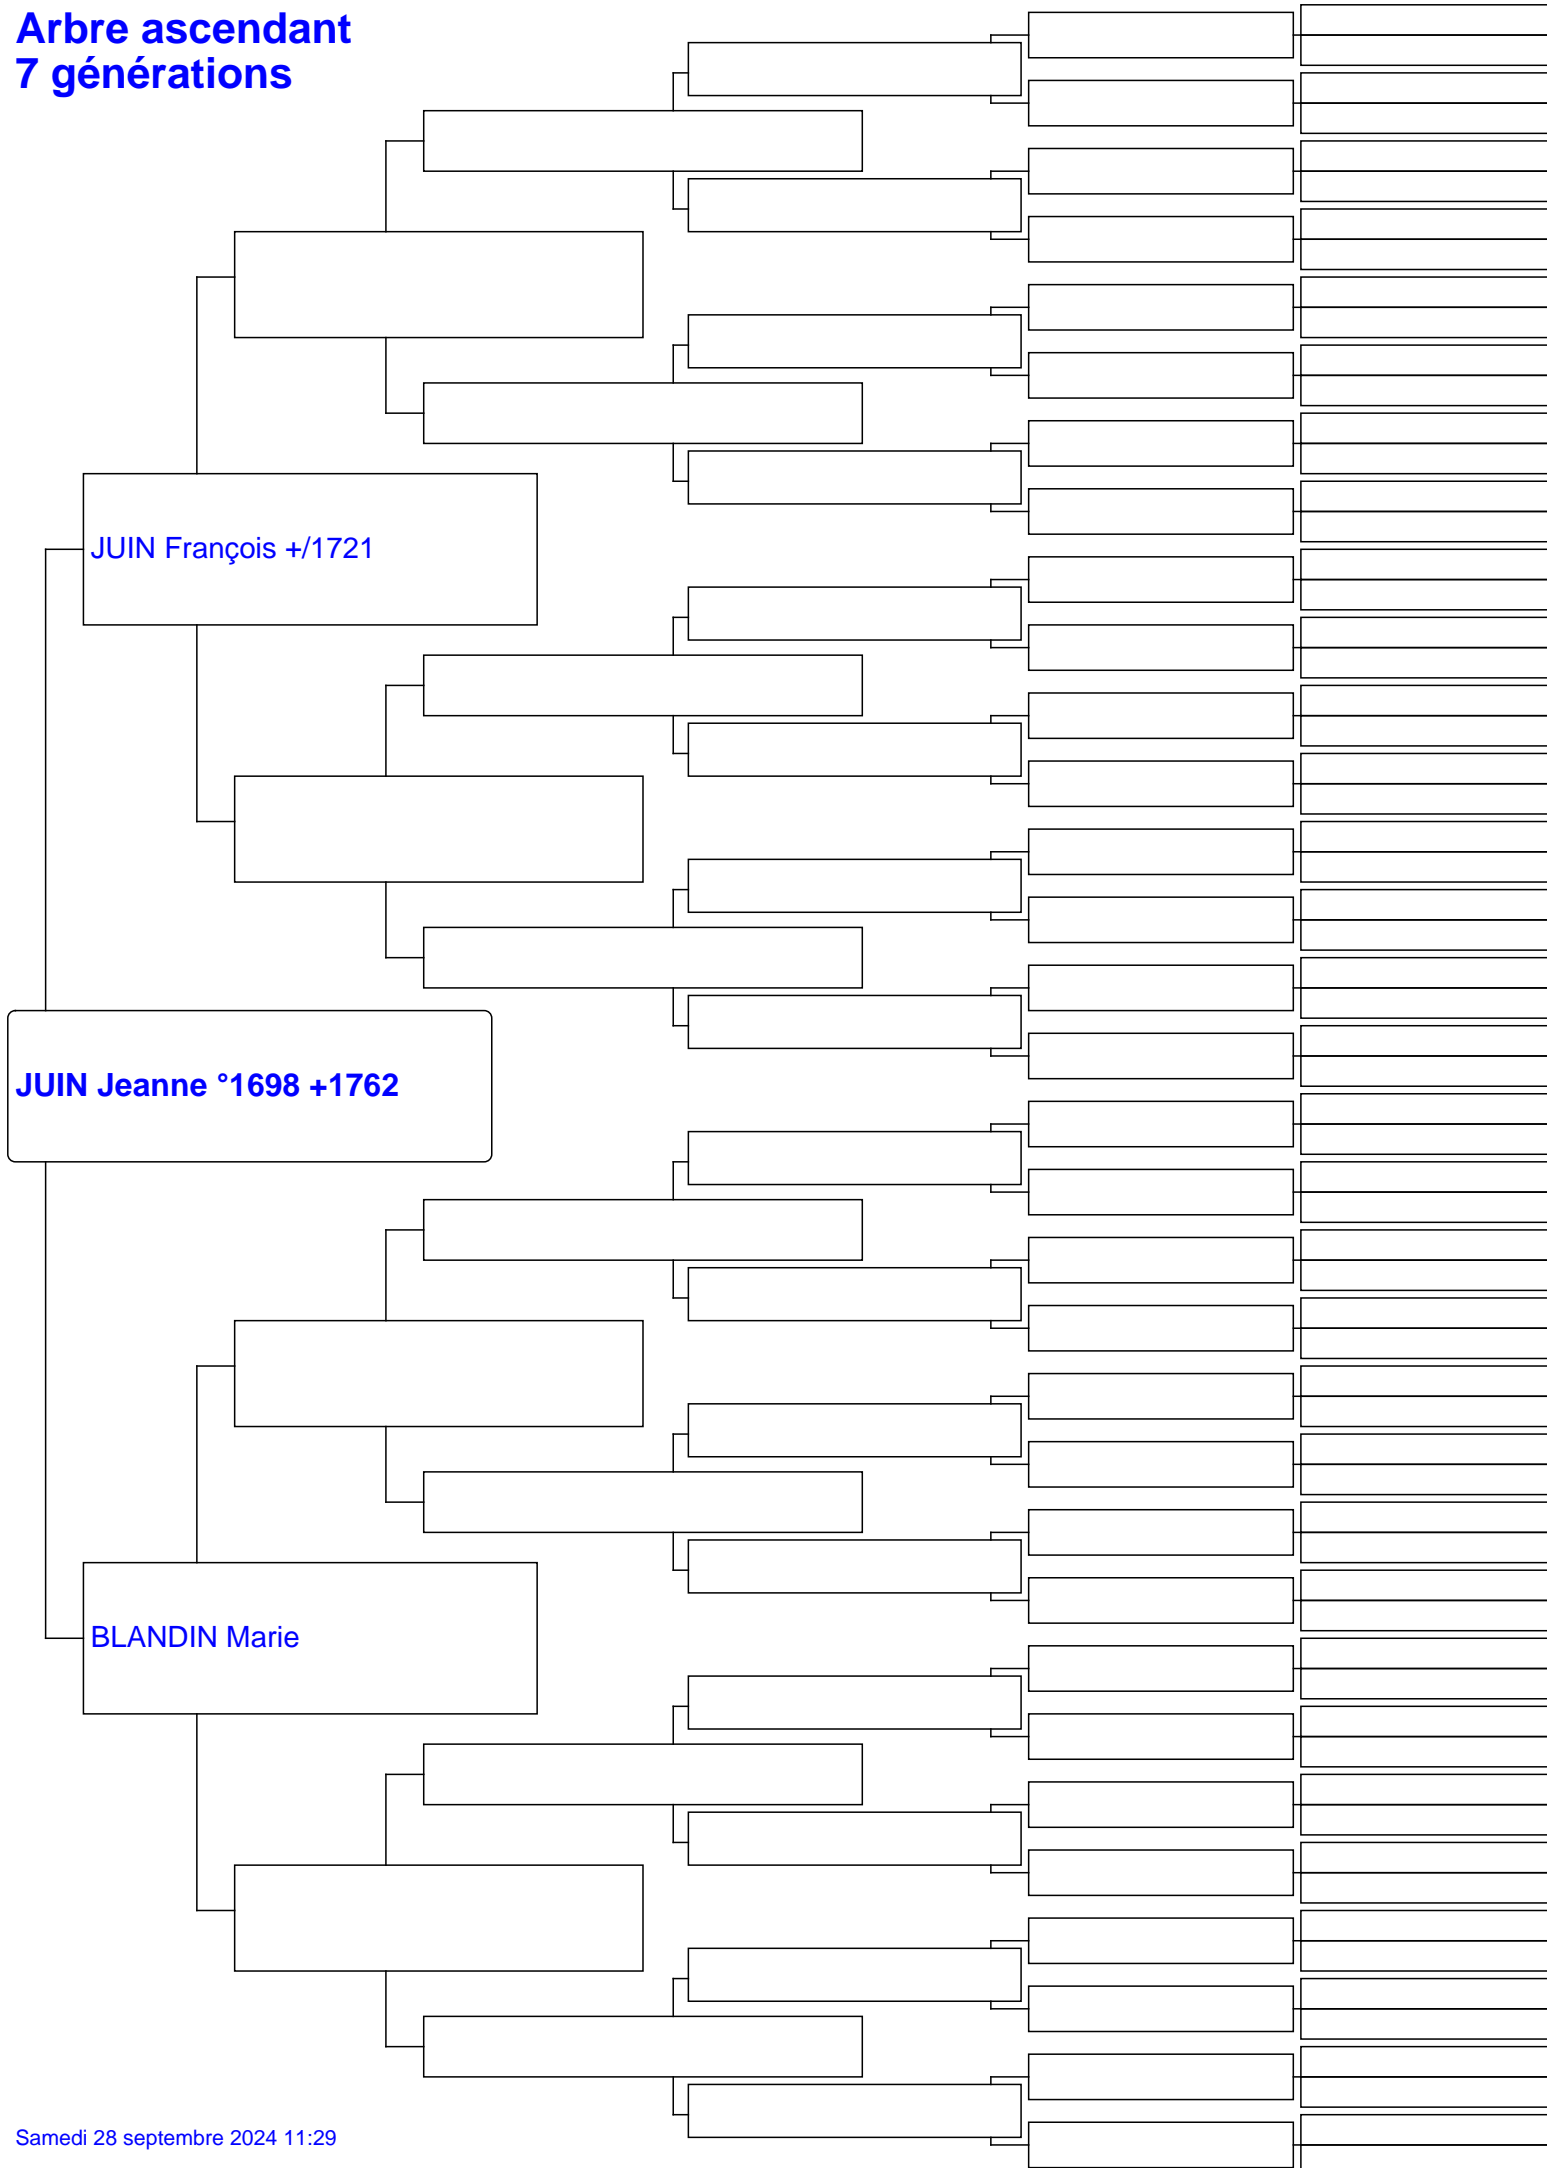 Arbre ascendant
7 générations
JUIN François +/1721
JUIN Jeanne °1698 +1762
BLANDIN Marie
Samedi 28 septembre 2024 11:29